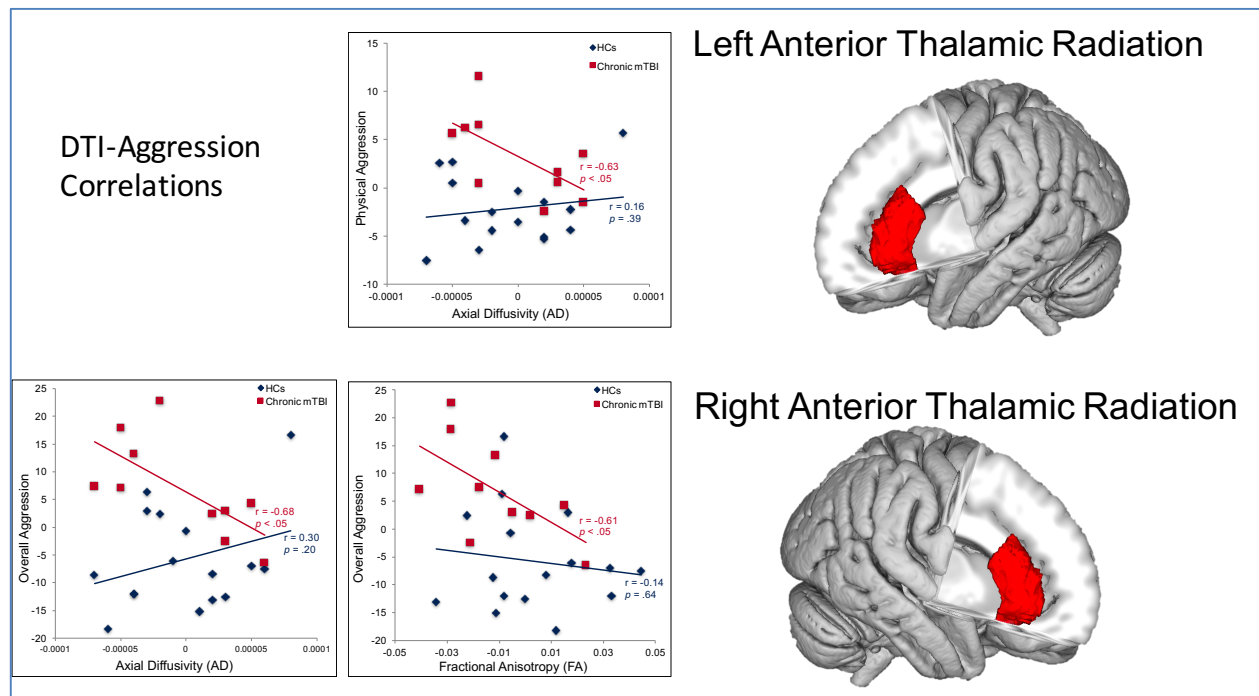 DTI-Aggression
Correlations
HCs
Chronic mTBI
Physical Aggression
15
10
5
0
-5
-10
r = -0.63
p < .05
r = 0.16
p = .39
-0.0001
-0.00005
0
0.00005
0.0001
Axial Diffusivity (AD)
Left Anterior Thalamic Radiation
HCs
Chronic mTBI
Overall Aggression
25
20
15
10
5
0
-5
-10
-15
-20
r = -0.68
p < .05
r = 0.30
p = .20
-0.0001
-0.00005
0
0.00005
0.0001
Axial Diffusivity (AD)
HCs
Chronic mTBI
Overall Aggression
25
20
15
10
5
0
-5
-10
-15
-20
r = -0.61
p < .05
r = -0.14
p = .64
-0.05
-0.03
-0.01
0.01
0.03
0.05
Fractional Anisotropy (FA)
Right Anterior Thalamic Radiation